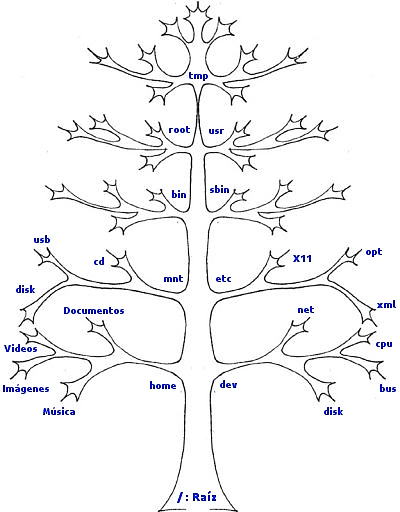 tmp
root
usr
bin
sbin
usb
cd
X11
opt
mnt
etc
disk
xml
Documentos
net
Videos
cpu
Imágenes
home
dev
bus
Música
disk
/: Raíz